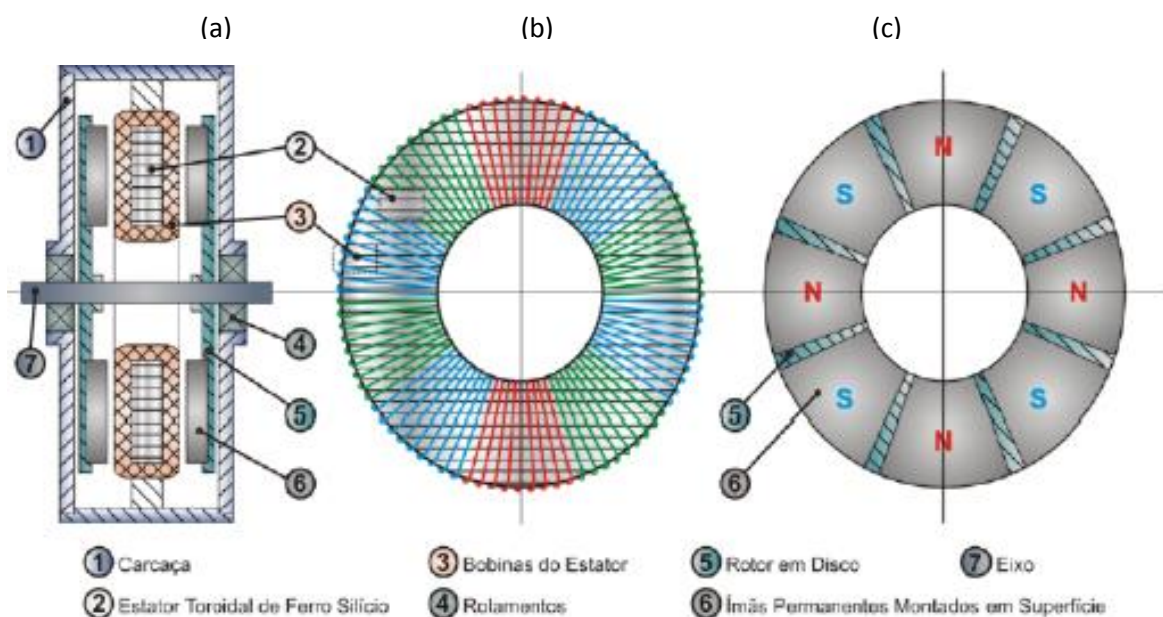 (a) (b) (c)
1
2
3
4
5
6
7
N
S
S
N
N
S
S
N
5
6
1 Carcaça
3 Bobinas do Estator
5 Rotor em Disco
7 Eixo
2 Estator Toroidal de Ferro Silício
4 Rolamentos
6 Ímãs Permanentes Montados em Superfície